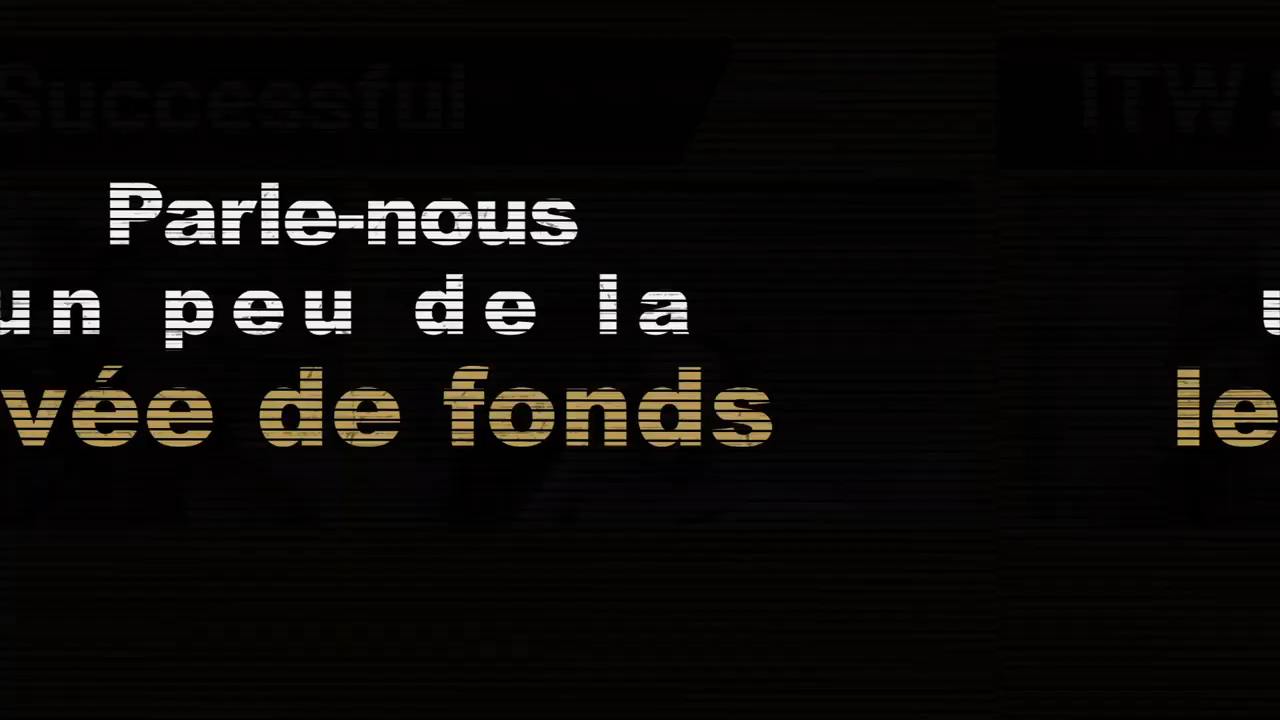 Successful
ITW
Parle-nous
un peu de la
vée de fonds
le